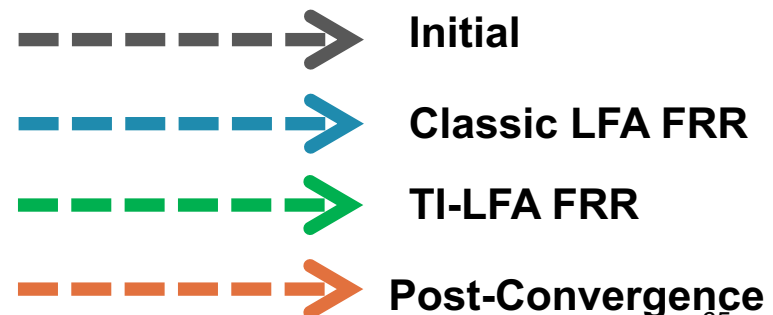 Initial
Classic LFA FRR
TI-LFA FRR
Post-Convergence